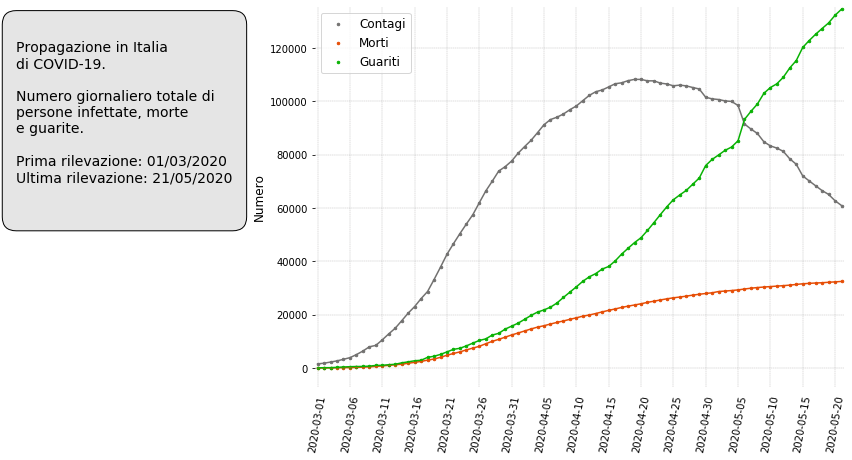 Propagazione in Italia
di COVID-19.
Numero giornaliero totale di
persone infettate, morte
e guarite.
Prima rilevazione: 01/03/2020
Ultima rilevazione: 21/05/2020
Contagi
Morti
Guariti
Numero
120000
100000
80000
60000
40000
20000
0
2020-03-01
2020-03-06
2020-03-11
2020-03-16
2020-03-21
2020-03-26
2020-03-31
2020-04-05
2020-04-10
2020-04-15
2020-04-20
2020-04-25
2020-04-30
2020-05-05
2020-05-10
2020-05-15
2020-05-20